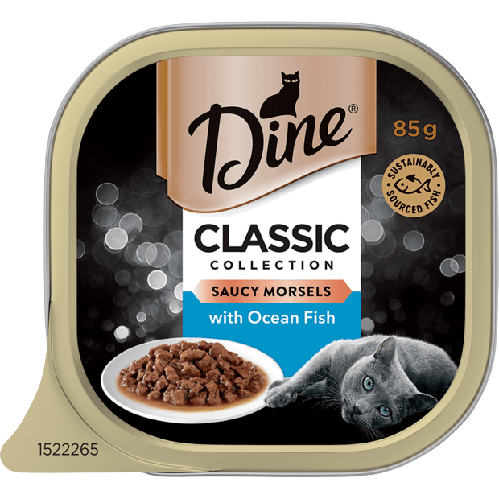 Dine®
85g
SUSTAINABLY
SOURCED FISH
CLASSIC
COLLECTION
SAUCY MORSELS
with Ocean Fish
1522265